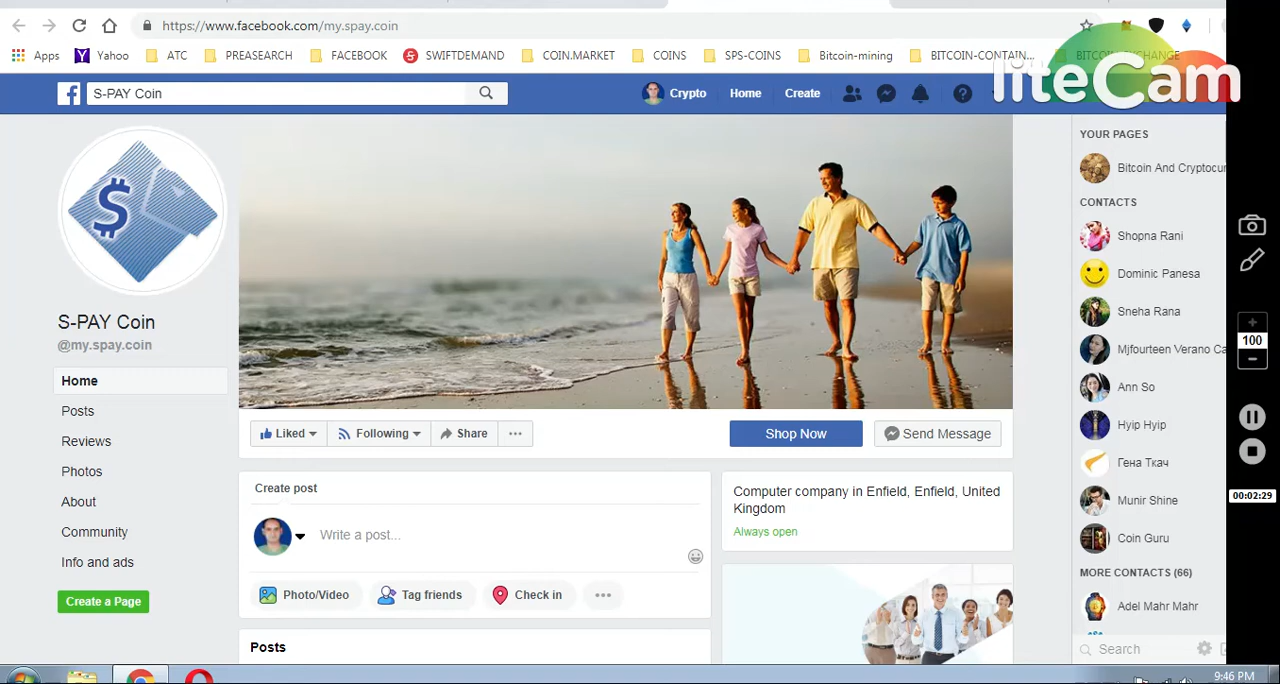 https://www.facebook.com/my.spay.coin
Apps Yahoo ATC PREASEARCH FACEBOOK SWIFTDEMAND COIN.MARKET COINS SPS-COINS Bitcoin-mining BITCOIN-CONTAIN... BITCOIN-EXCHANGE
liteCam
S-PAY Coin
Crypto Home Create
S-PAY Coin
@my.spay.coin
Home
Posts
Reviews
Photos
About
Community
Info and ads
Create a Page
Liked Following Share ...
Shop Now Send Message
Create post
Write a post...
Photo/Video Tag friends Check in
Posts
Computer company in Enfield, Enfield, United
Kingdom
Always open
YOUR PAGES
Bitcoin And Cryptocur
CONTACTS
Shopna Rani
Dominic Panesa
Sneha Rana
Mjfourteen Verano Ca
Ann So
Hyip Hyip
Гена Ткач
Munir Shine
Coin Guru
MORE CONTACTS (66)
Adel Mahr Mahr
Search
100
00:02:29
9:46 PM